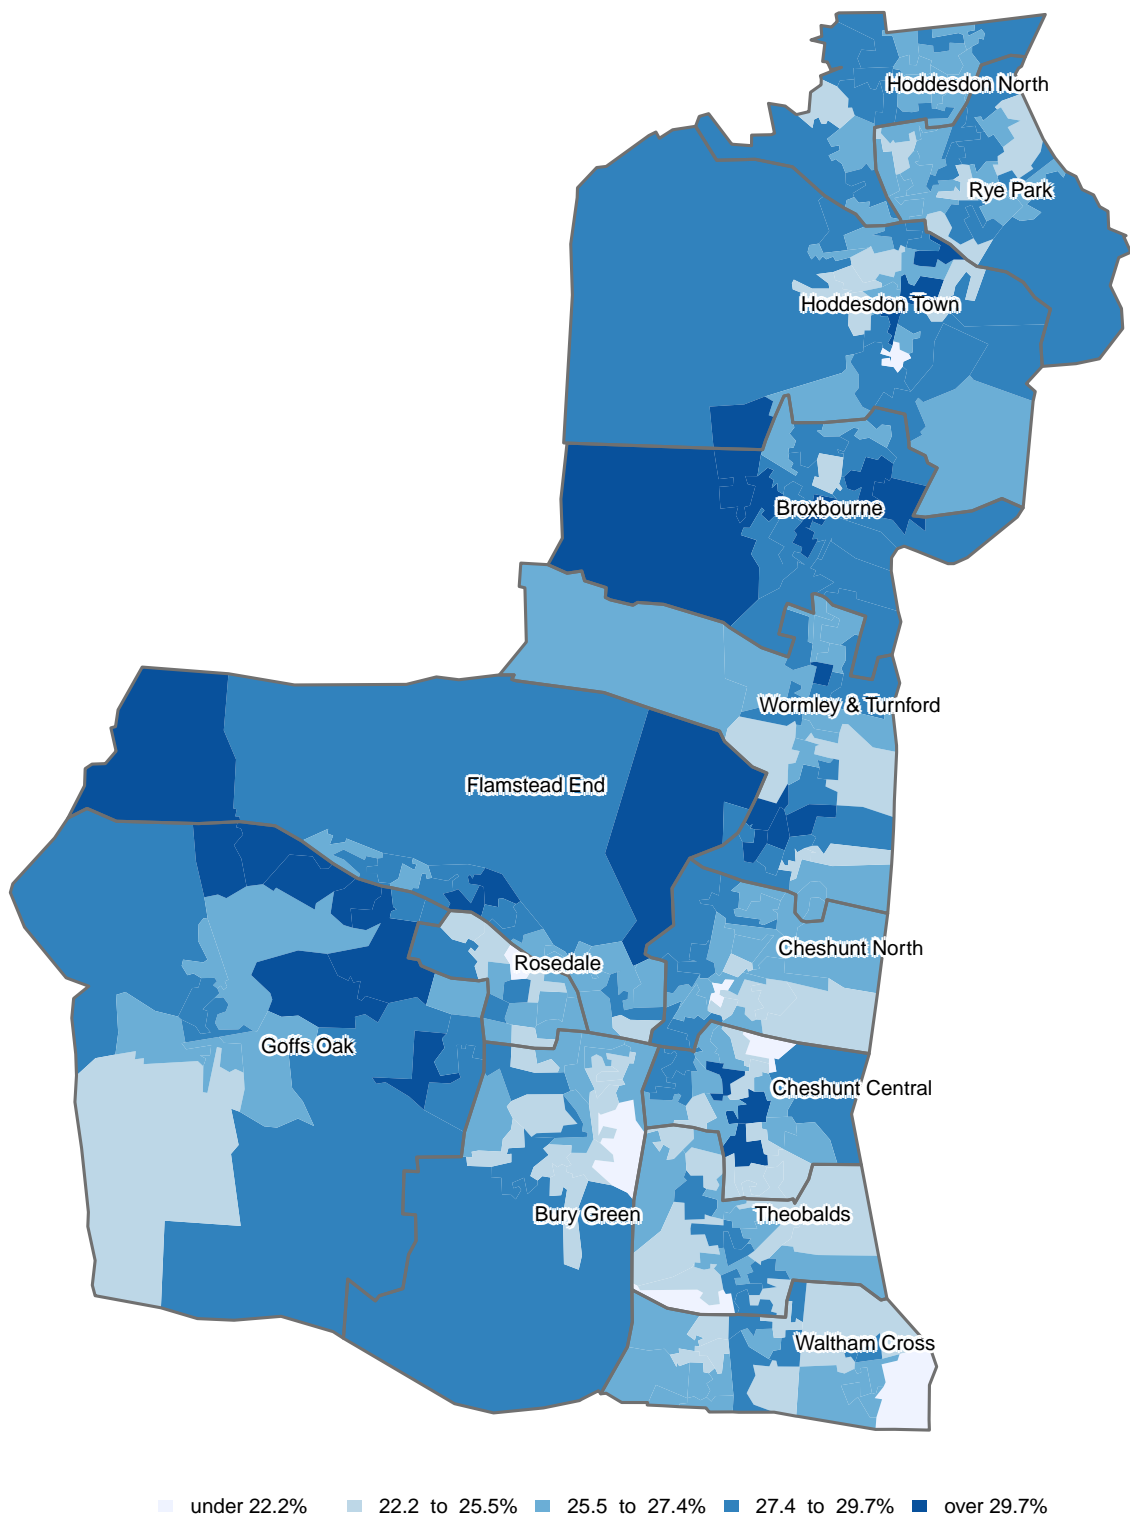 Hoddesdon North
Rye Park
Hoddesdon Town
Broxbourne
Wormley & Turnford
Flamstead End
Cheshunt North
Rosedale
Goffs Oak
Cheshunt Central
Bury Green
Theobalds
Waltham Cross
under 22.2% 22.2 to 25.5% 25.5 to 27.4% 27.4 to 29.7% over 29.7%